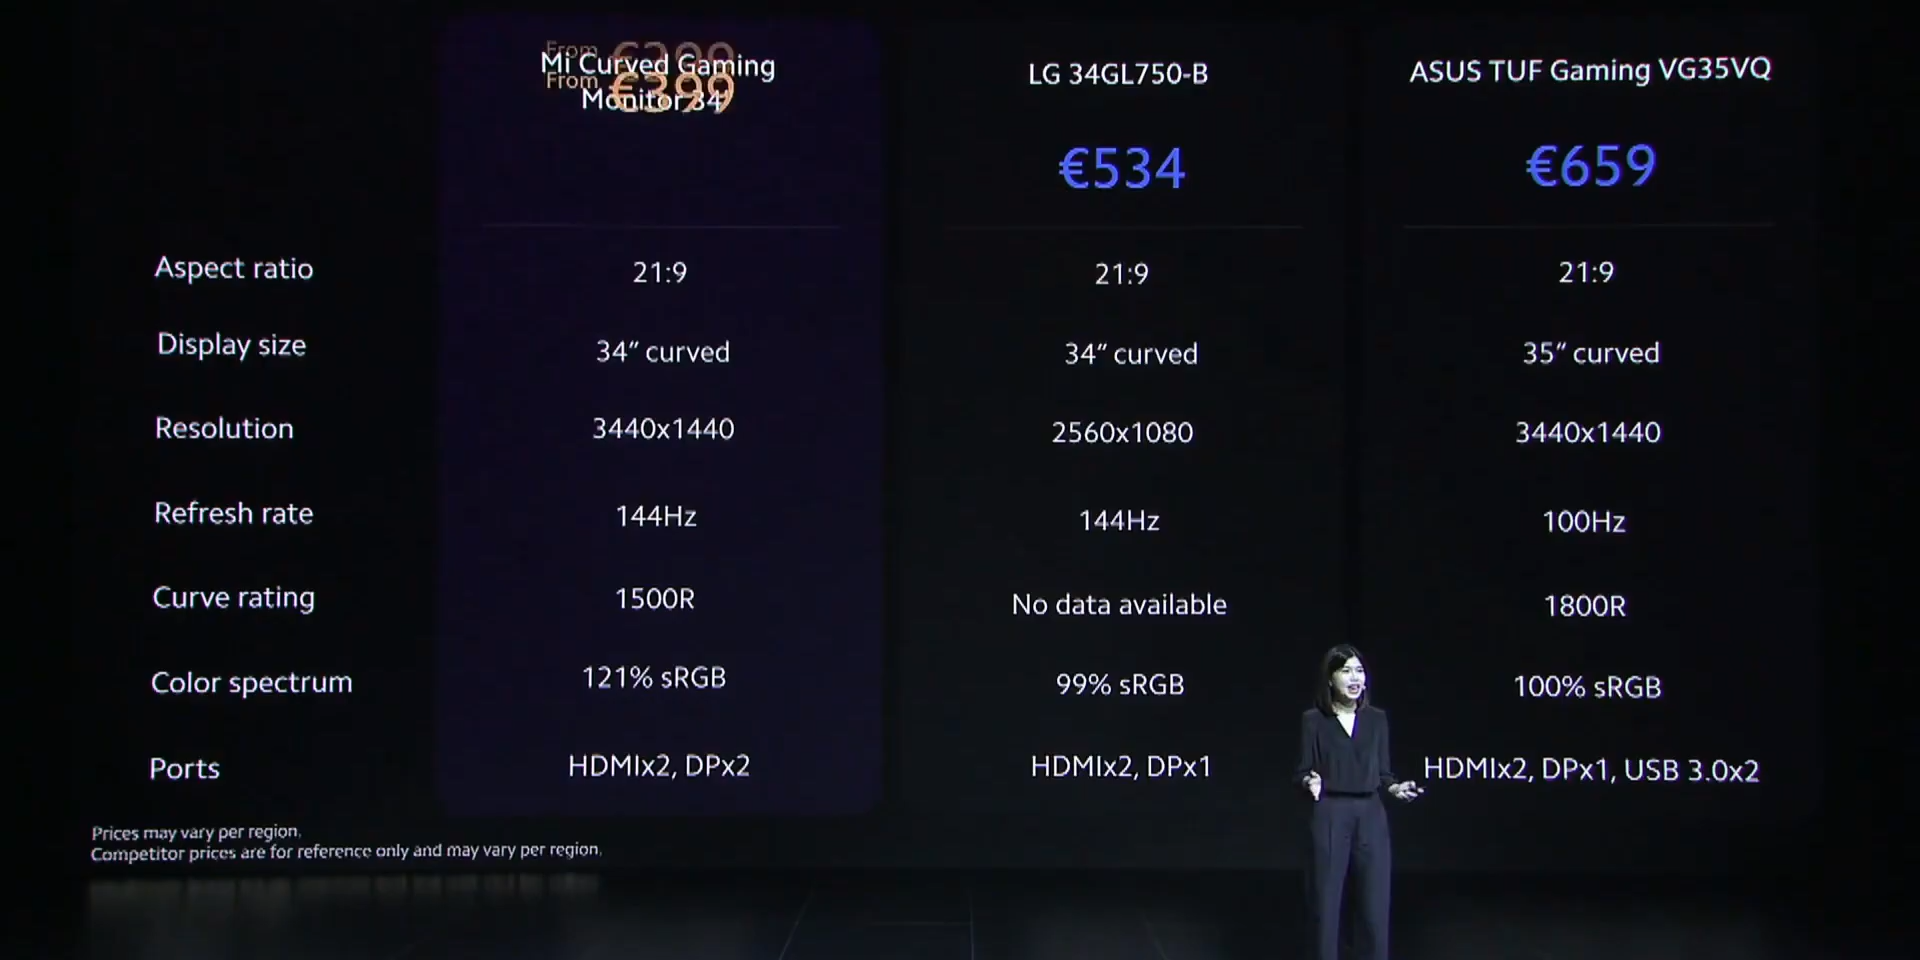 From €399
Mi Curved Gaming
From €399
Monitor 34"
LG 34GL750-B
ASUS TUF Gaming VG35VQ
€534
€659
Aspect ratio
21:9
21:9
21:9
Display size
34” curved
34“ curved
35“ curved
Resolution
3440x1440
2560x1080
3440x1440
Refresh rate
144Hz
144Hz
100Hz
Curve rating
1500R
No data available
1800R
Color spectrum
121% sRGB
99% sRGB
100% sRGB
Ports
HDMIx2, DPx2
HDMIx2, DPx1
HDMIx2, DPx1, USB 3.0x2
Prices may vary per region.
Competitor prices are for reference only and may vary per region.